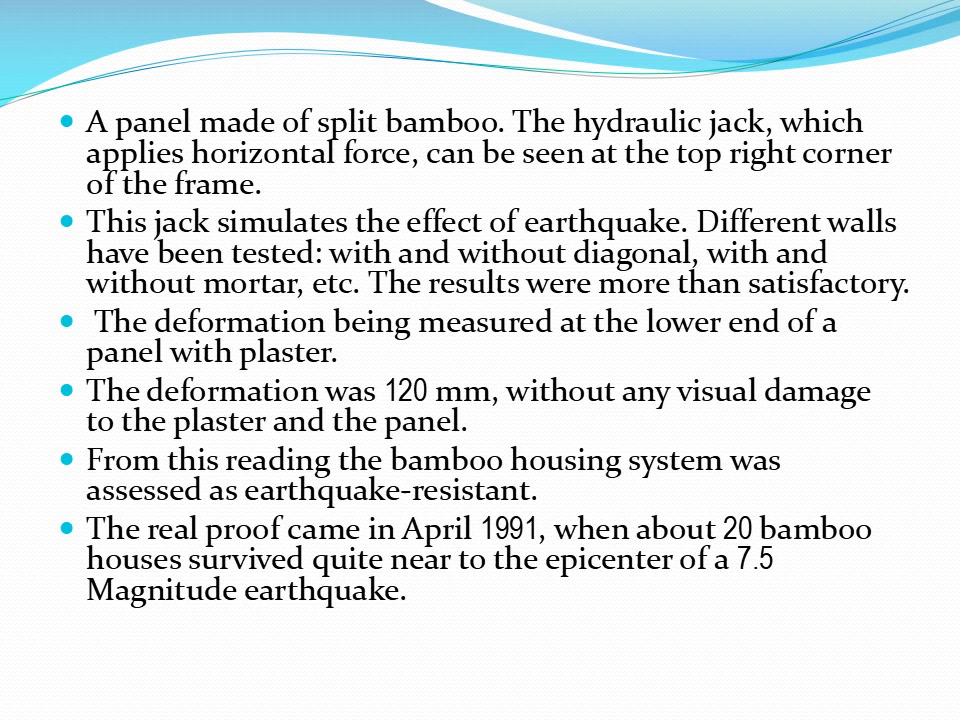 • A panel made of split bamboo. The hydraulic jack, which
applies horizontal force, can be seen at the top right corner
of the frame.
• This jack simulates the effect of earthquake. Different walls
have been tested: with and without diagonal, with and
without mortar, etc. The results were more than satisfactory.
• The deformation being measured at the lower end of a
panel with plaster.
• The deformation was 120 mm, without any visual damage
to the plaster and the panel.
• From this reading the bamboo housing system was
assessed as earthquake-resistant.
• The real proof came in April 1991, when about 20 bamboo
houses survived quite near to the epicenter of a 7.5
Magnitude earthquake.